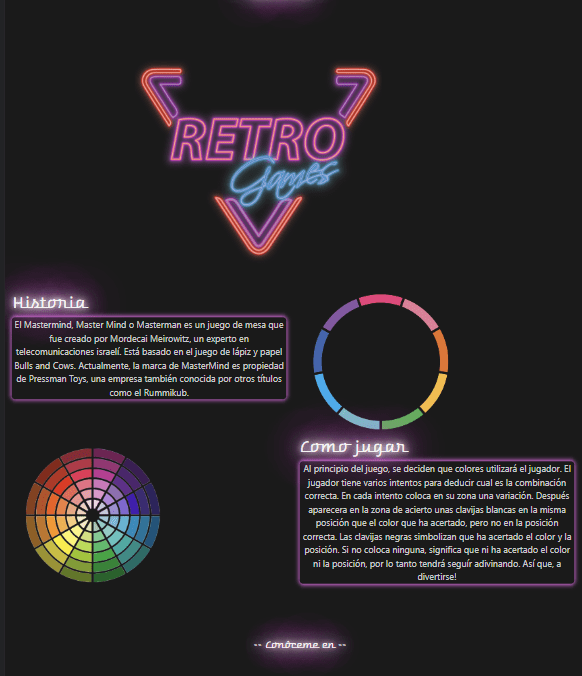 RETRO
Games
Historia
El Mastermind, Master Mind o Masterman es un juego de mesa que
fue creado por Mordecai Meirowitz, un experto en
telecomunicaciones israelí. Está basado en el juego de lápiz y papel
Bulls and Cows. Actualmente, la marca de MasterMind es propiedad
de Pressman Toys, una empresa también conocida por otros títulos
como el Rummikub.
Como jugar
Al principio del juego, se deciden que colores utilizará el jugador. El
jugador tiene varios intentos para deducir cual es la combinación
correcta. En cada intento coloca en su zona una variación. Después
aparecera en la zona de acierto unas clavijas blancas en la misma
posición que el color que ha acertado, pero no en la posición
correcta. Las clavijas negras simbolizan que ha acertado el color y la
posición. Si no coloca ninguna, significa que ni ha acertado el color
ni la posición, por lo tanto tendrá seguír adivinando. Así que, a
divertirse!
-- Conóceme en --